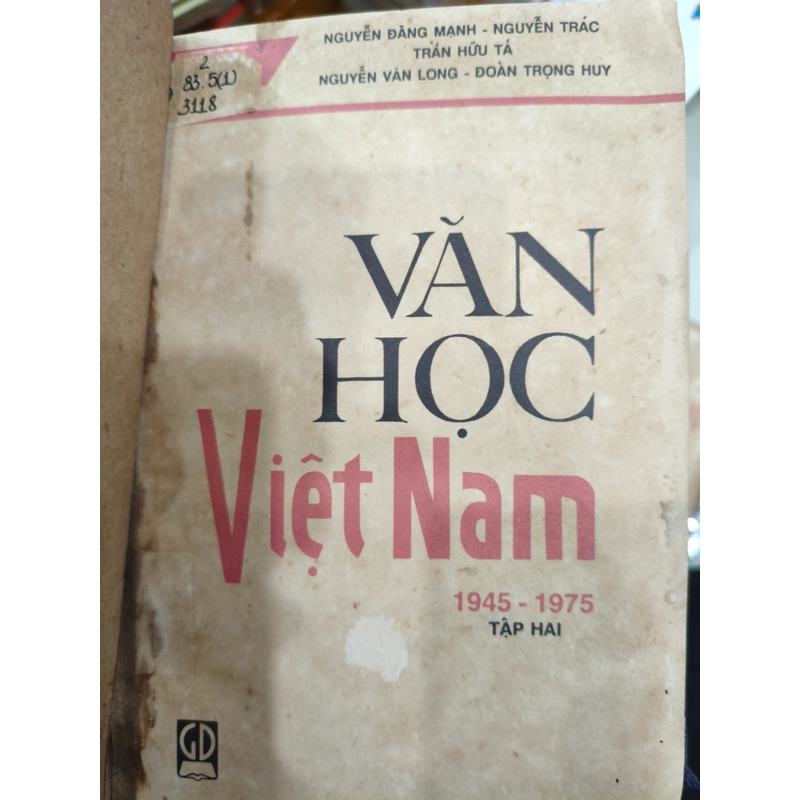 NGUYỄN ĐĂNG MẠNH - NGUYỄN TRÁC
TRẦN HỮU TÁ
NGUYỄN VĂN LONG - ĐOÀN TRỌNG HUY
2
83.5(1)
3118
VĂN
HỌC
Việt Nam
1945 - 1975
TẬP HAI
GD